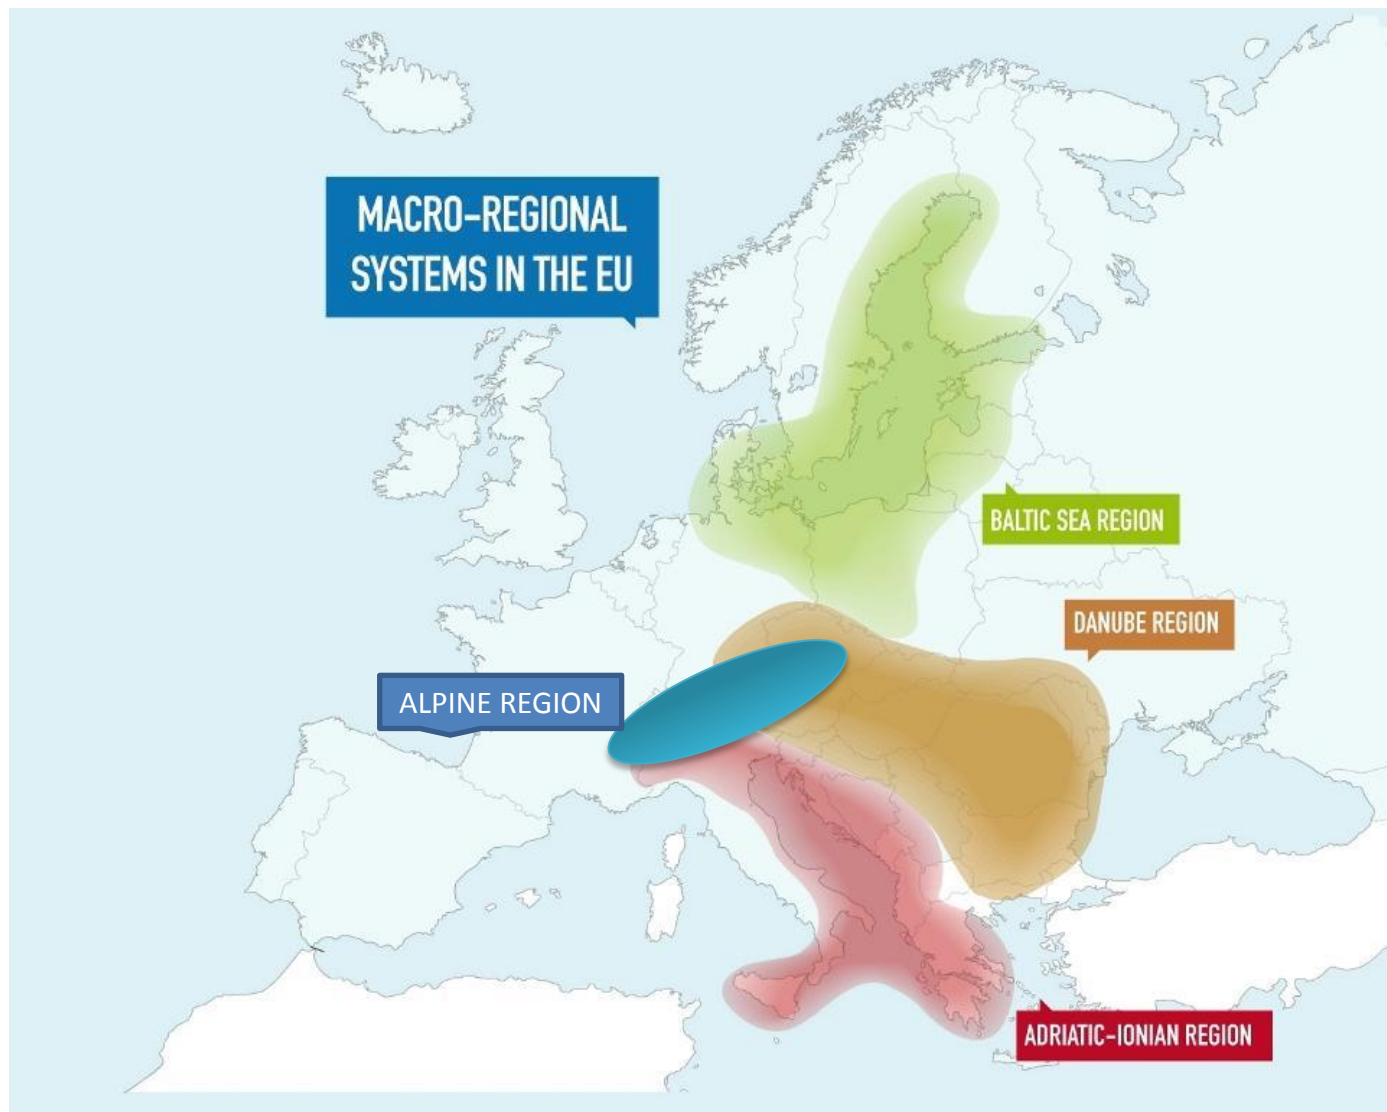 MACRO-REGIONAL
SYSTEMS IN THE EU
BALTIC SEA REGION
DANUBE REGION
ALPINE REGION
ADRIATIC-IONIAN REGION